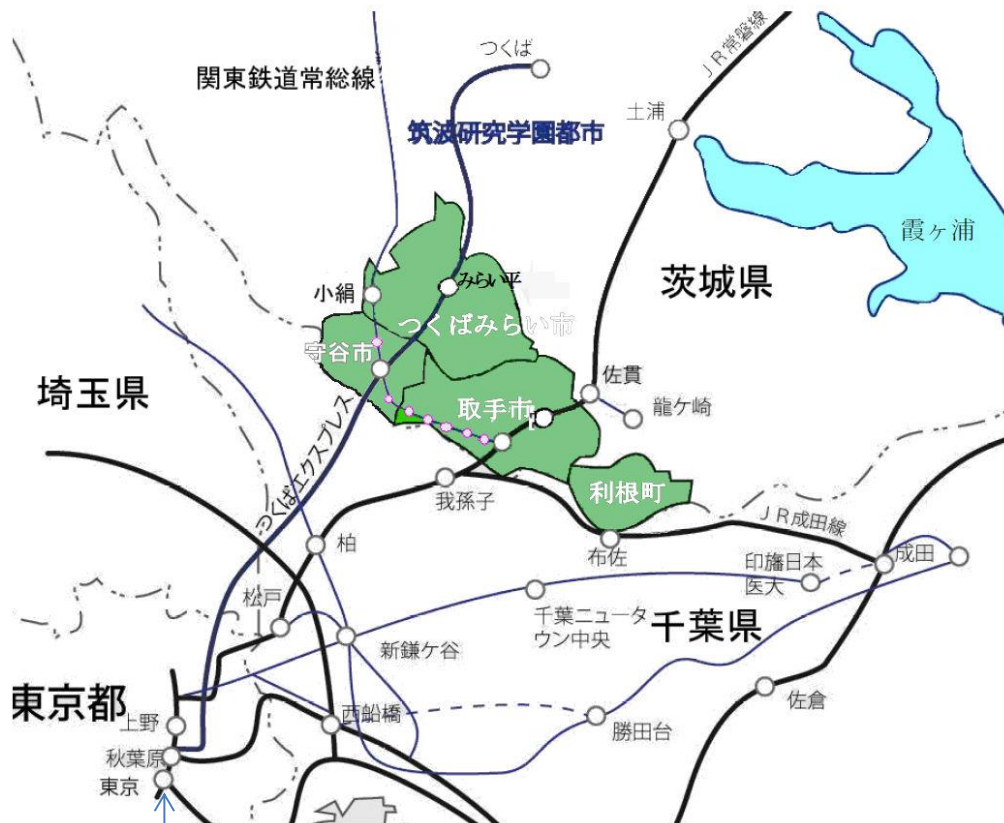 つくば
JR常磐線
関東鉄道常総線
土浦
筑波研究学園都市
霞ヶ浦
茨城県
小絹
みらい平
つくばみらい市
守谷市
佐貫
埼玉県
龍ケ崎
取手市
つくばエクスプレス
我孫子
利根町
JR成田線
柏
布佐
印旛日本
医大
成田
松戸
千葉ニュータ
ウン中央
千葉県
新鎌ケ谷
東京都
佐倉
上野
西船橋
勝田台
秋葉原
東京